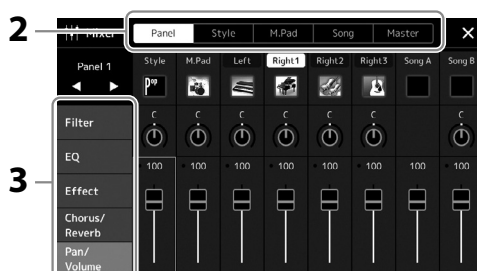 2
Mixer Panel Style M.Pad Song Master ×
Panel 1 Style M.Pad Left Right1 Right2 Right3 Song A Song B
Pop
C C C C C C C
Filter
100 100 100 100 100 100 100 100
EQ
3
Effect
Chorus/
Reverb
Pan/
Volume